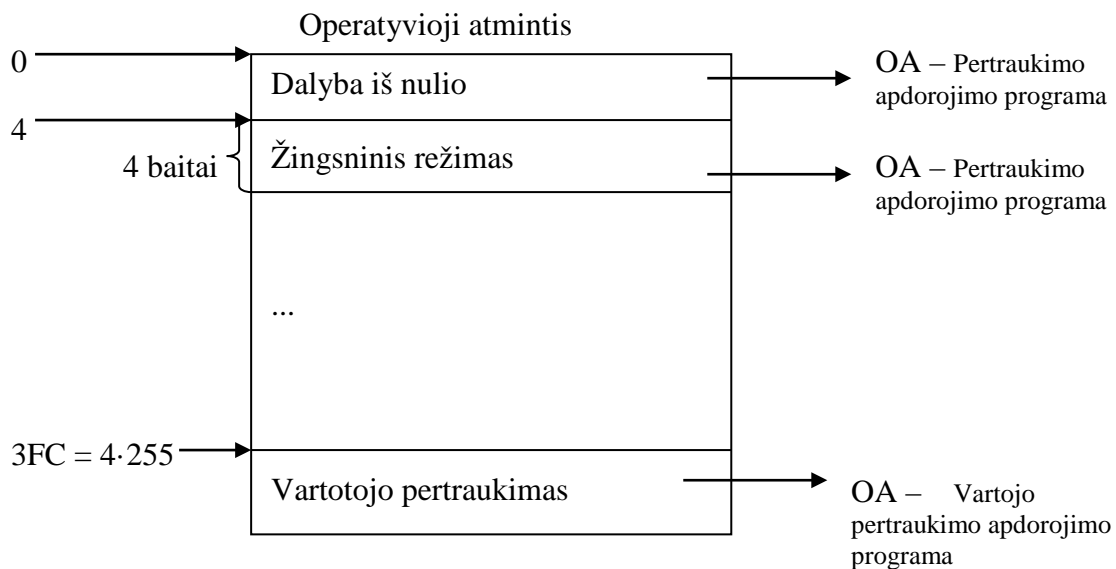 Operatyvioji atmintis
0
Dalyba iš nulio
OA – Pertraukimo
apdorojimo programa
4
4 baitai
Žingsninis režimas
OA – Pertraukimo
apdorojimo programa
...
3FC = 4·255
Vartotojo pertraukimas
OA – Vartojo
pertraukimo apdorojimo
programa